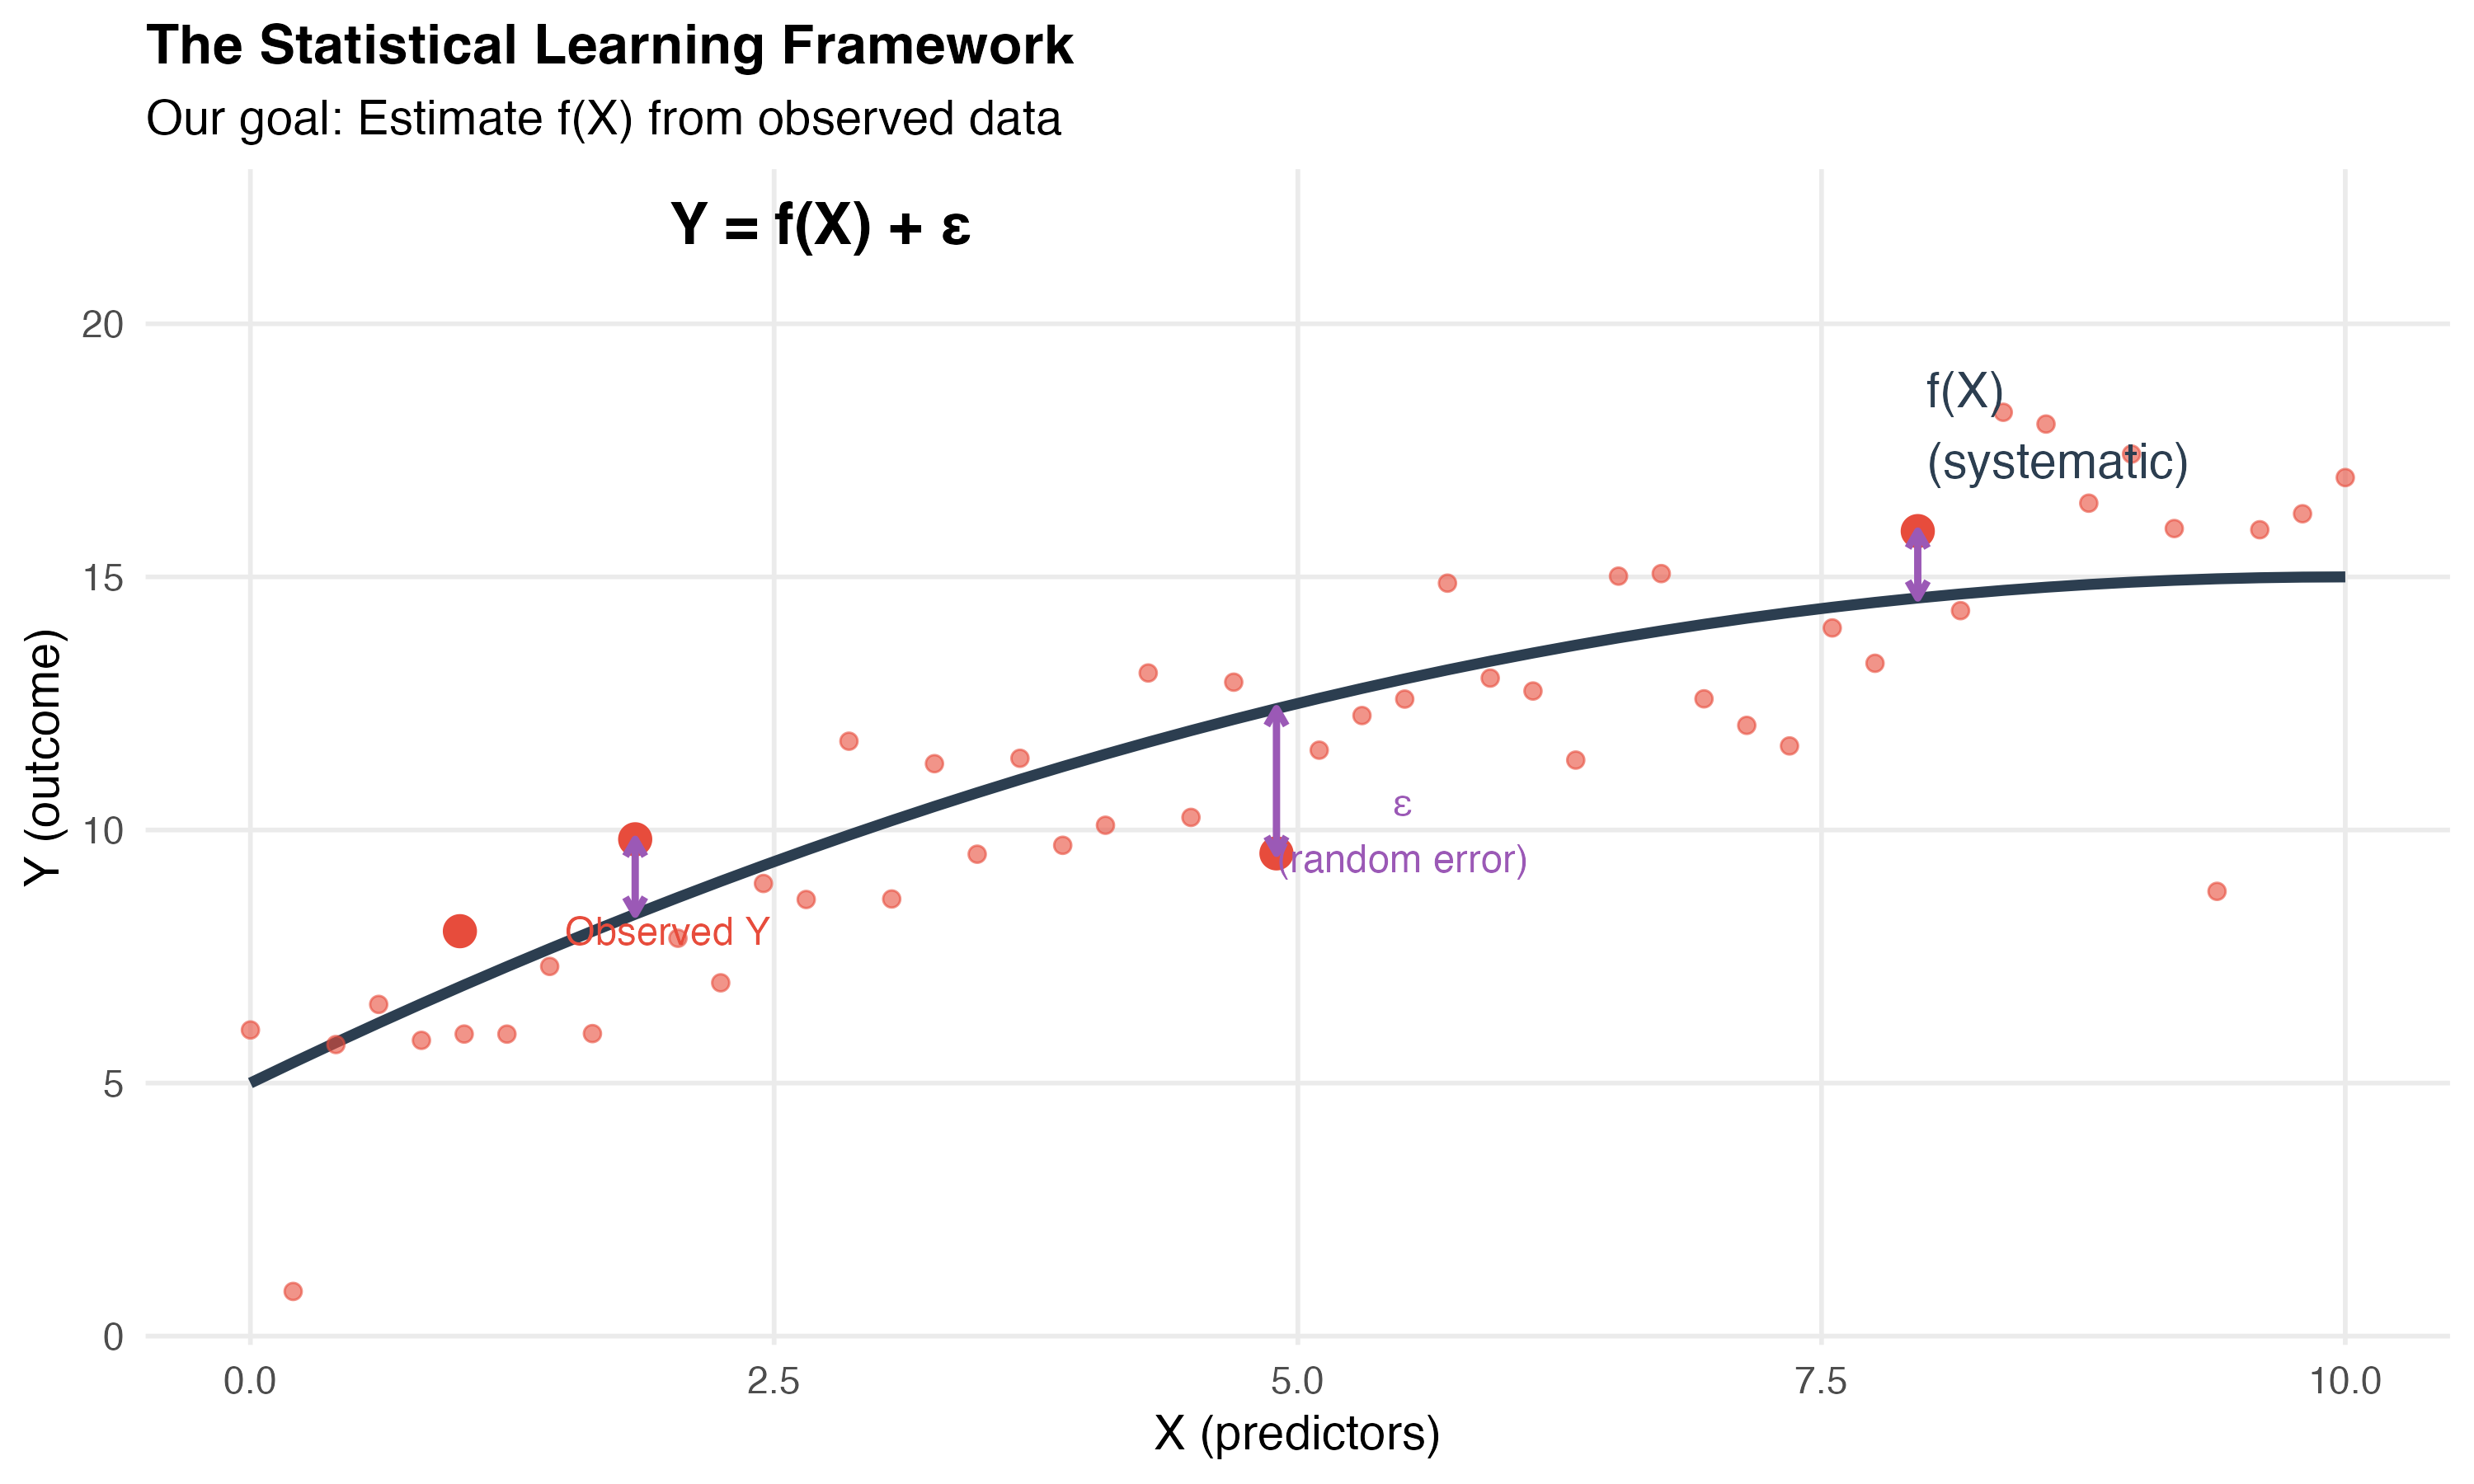 The Statistical Learning Framework
Our goal: Estimate f(X) from observed data
Y = f(X) + ε
20
15
10
5
0
Y (outcome)
f(X)
(systematic)
ε
(random error)
Observed Y
0.0
2.5
5.0
7.5
10.0
X (predictors)